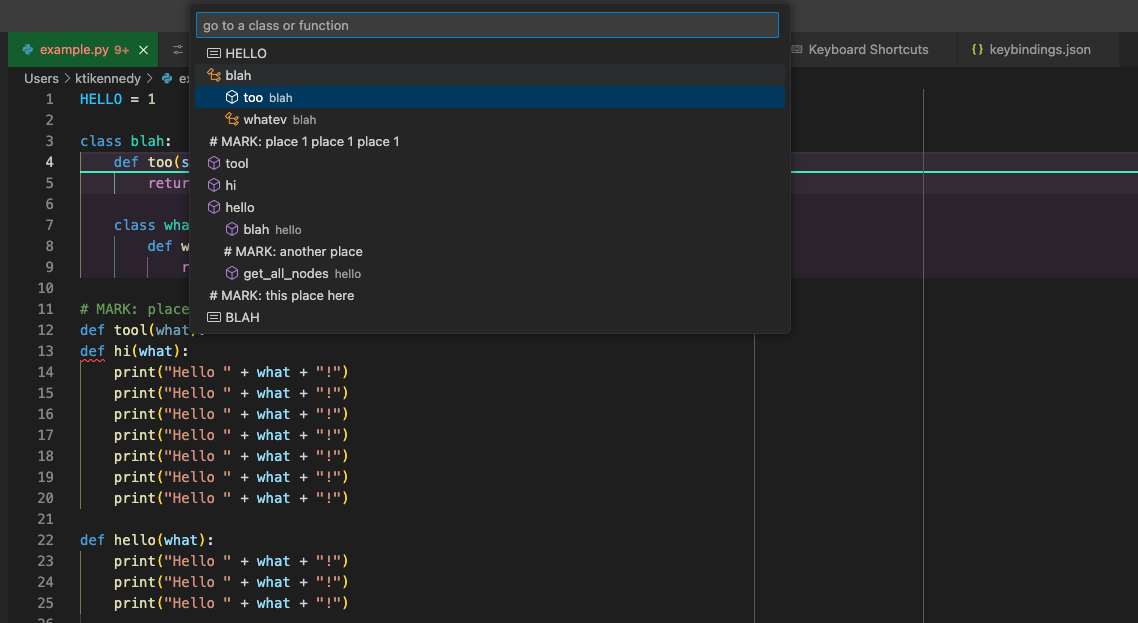 go to a class or function
example.py 9+
Keyboard Shortcuts
{} keybindings.json
HELLO
Users > ktikennedy >
blah
1 HELLO = 1
too blah
2
whatev blah
3 class blah:
# MARK: place 1 place 1 place 1
4 def too(s
tool
5 retur
hi
6
hello
7 class wha
blah hello
8 def w
# MARK: another place
9 r
get_all_nodes hello
10
# MARK: this place here
11 # MARK: place
BLAH
12 def tool(what):
13 def hi(what):
14 print("Hello " + what + "!")
15 print("Hello " + what + "!")
16 print("Hello " + what + "!")
17 print("Hello " + what + "!")
18 print("Hello " + what + "!")
19 print("Hello " + what + "!")
20 print("Hello " + what + "!")
21
22 def hello(what):
23 print("Hello " + what + "!")
24 print("Hello " + what + "!")
25 print("Hello " + what + "!")